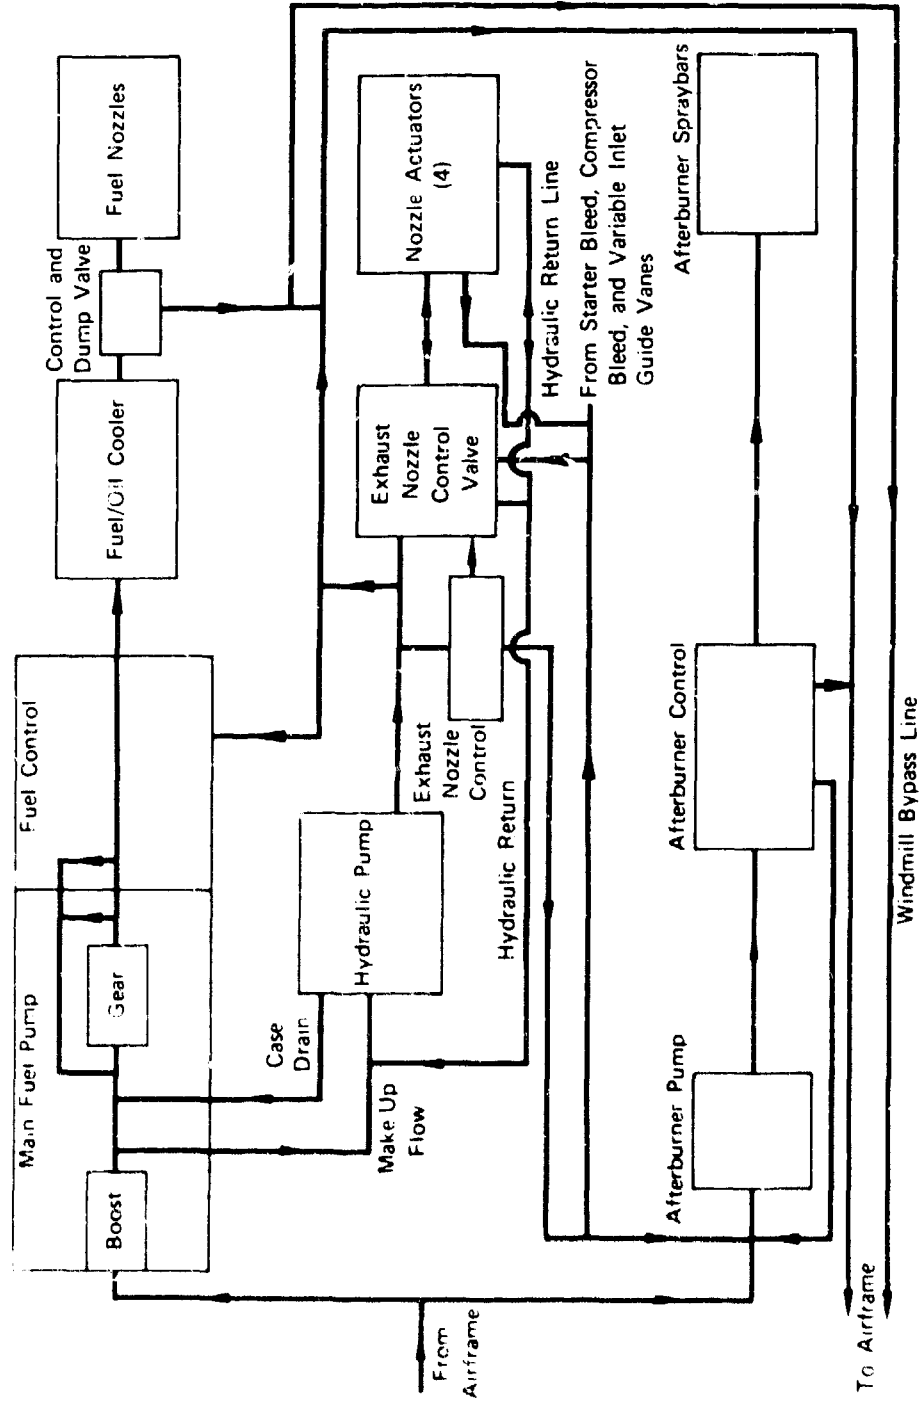 Main Fuel Pump
Fuel Control
Boost
Gear
Fuel/Oil Cooler
Control and
Dump Valve
Fuel Nozzles
Case
Drain
Make Up
Flow
Hydraulic Pump
Exhaust
Nozzle
Control
Exhaust
Nozzle
Control
Valve
Nozzle Actuators
(4)
Hydraulic Return
Hydraulic Return Line
From Starter Bleed, Compressor
Bleed, and Variable Inlet
Guide Vanes
From
Airframe
Afterburner Pump
Afterburner Control
Afterburner Spraybars
To Airframe
Windmill Bypass Line